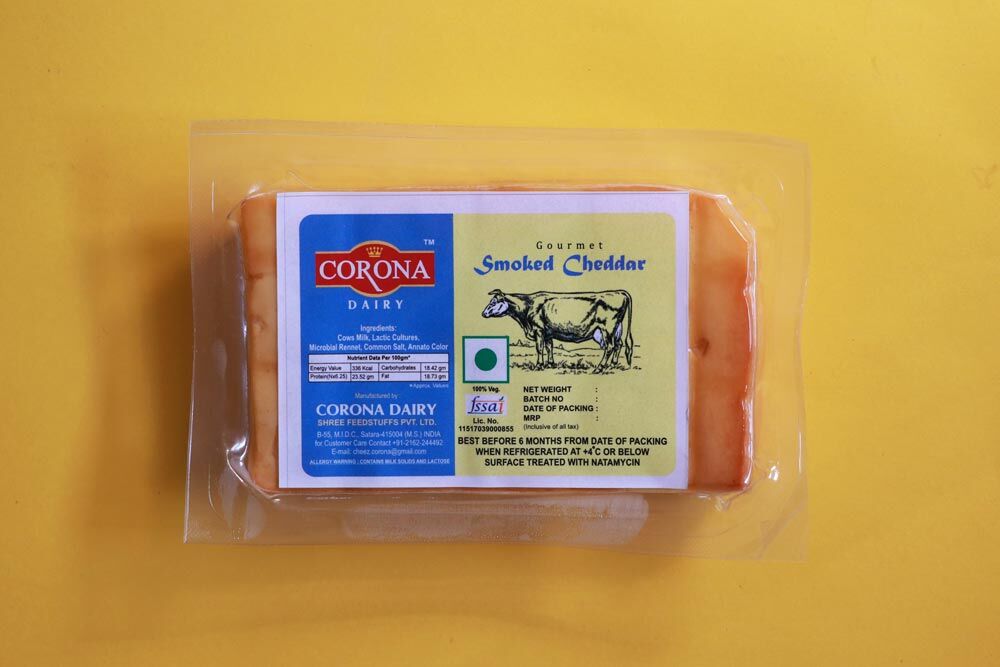 TM
CORONA
DAIRY
Ingredients:
Cows Milk, Lactic Cultures,
Microbial Rennet, Common Salt, Annato Color
Nutrient Data Per 100gm*
Energy Value 336 Kcal Carbohydrates 18.42 gm
Protein(Nx6.25) 23.52 gm Fat 18.73 gm
*Approx. Values
Manufactured by
CORONA DAIRY
SHREE FEEDSTUFFS PVT. LTD.
B-55, M.I.D.C., Satara-415004 (M.S.) INDIA
for Customer Care Contact +91-2162-244492
E-mail: cheez.corona@gmail.com
ALLERGY WARNING : CONTAINS MILK SOLIDS AND LACTOSE
Gourmet
Smoked Cheddar
100% Veg.
fssai
Lic. No.
11517039000855
NET WEIGHT :
BATCH NO :
DATE OF PACKING :
MRP :
(Inclusive of all tax)
BEST BEFORE 6 MONTHS FROM DATE OF PACKING
WHEN REFRIGERATED AT +4°C OR BELOW
SURFACE TREATED WITH NATAMYCIN